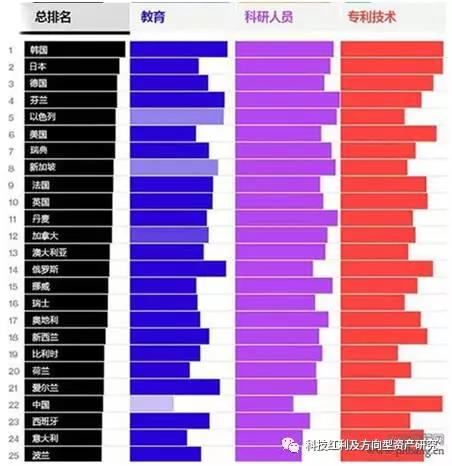 总排名 教育 科研人员 专利技术
1 韩国
2 日本
3 德国
4 芬兰
5 以色列
6 美国
7 瑞典
8 新加坡
9 法国
10 英国
11 丹麦
12 加拿大
13 澳大利亚
14 俄罗斯
15 挪威
16 瑞士
17 奥地利
18 新西兰
19 比利时
20 荷兰
21 爱尔兰
22 中国
23 西班牙
24 意大利
25 波兰
科技红利及方向型资产研究